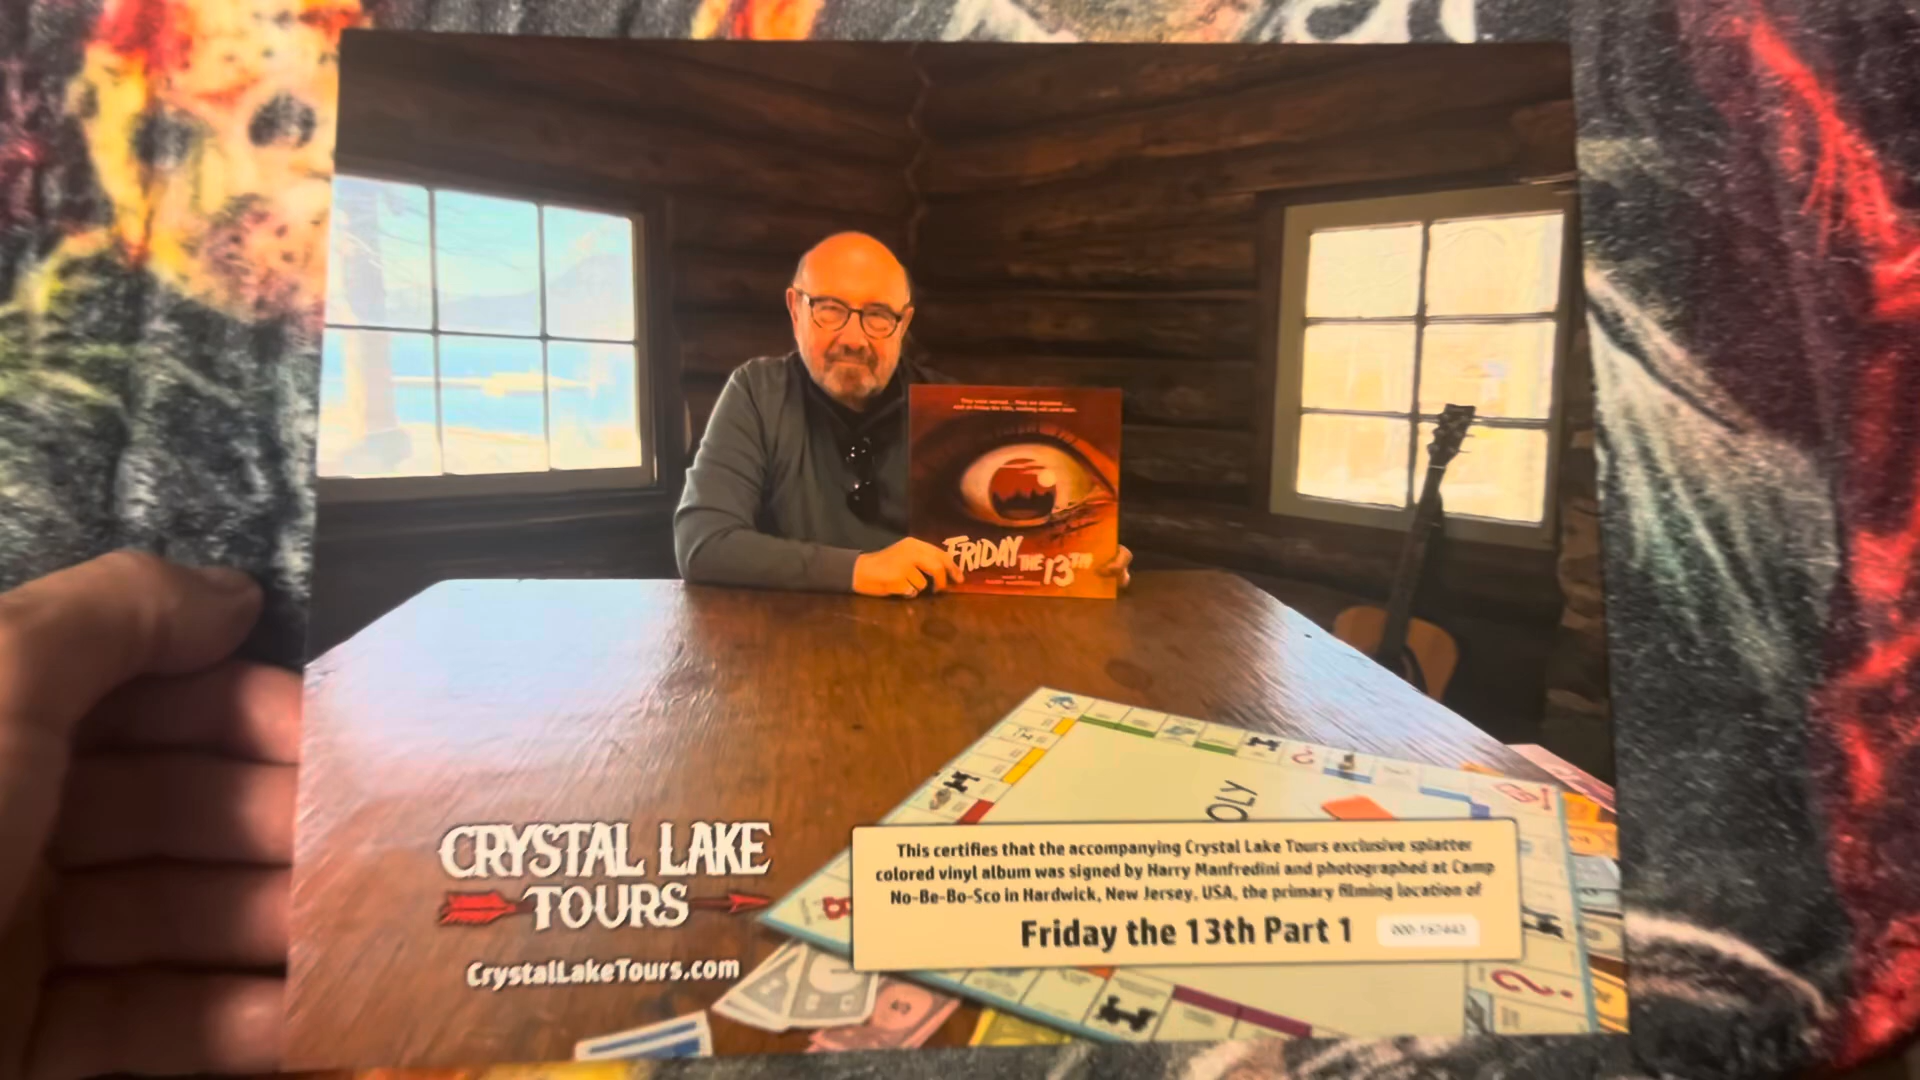 FRIDAY
THE 13TH
OLY
CRYSTAL LAKE
TOURS
CrystalLakeTours.com
This certifies that the accompanying Crystal Lake Tours exclusive splatter
colored vinyl album was signed by Harry Manfredini and photographed at Camp
No-Be-Bo-Sco in Hardwick, New Jersey, USA, the primary filming location of
Friday the 13th Part 1